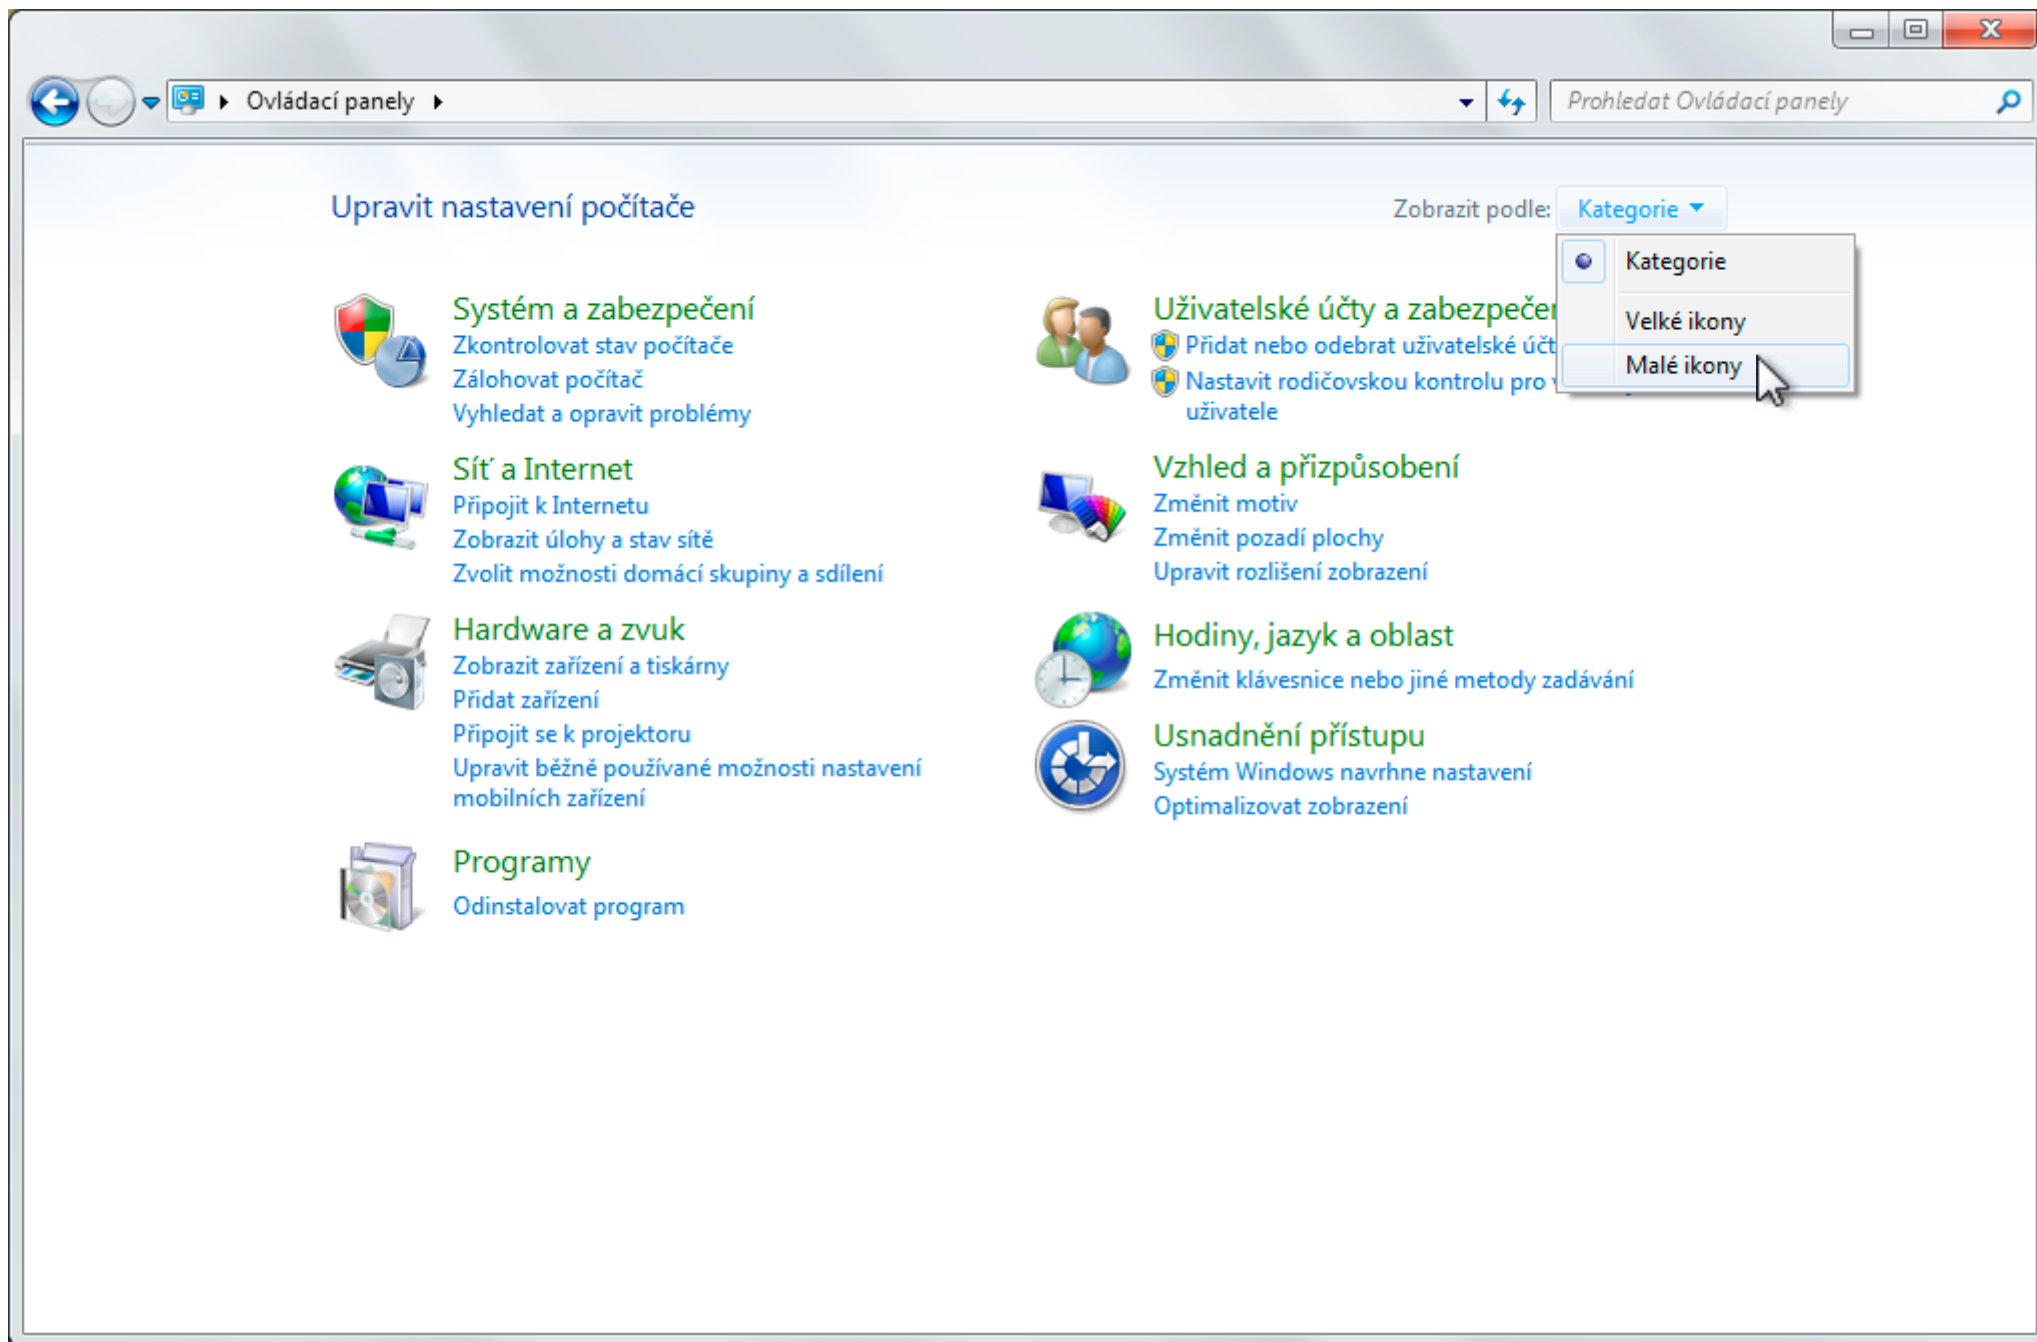 Ovládací panely
Prohledat Ovládací panely
Upravit nastavení počítače
Zobrazit podle:
Kategorie
Kategorie
Velké ikony
Malé ikony
Systém a zabezpečení
Zkontrolovat stav počítače
Zálohovat počítač
Vyhledat a opravit problémy
Síť a Internet
Připojit k Internetu
Zobrazit úlohy a stav sítě
Zvolit možnosti domácí skupiny a sdílení
Hardware a zvuk
Zobrazit zařízení a tiskárny
Přidat zařízení
Připojit se k projektoru
Upravit běžně používané možnosti nastavení
mobilních zařízení
Programy
Odinstalovat program
Uživatelské účty a
Přidat nebo odebrat uživatelské
Nastavit rodičovskou kontrolu pro
uživatele
Vzhled a přizpůsobení
Změnit motiv
Změnit pozadí plochy
Upravit rozlišení zobrazení
Hodiny, jazyk a oblast
Změnit klávesnice nebo jiné metody zadávání
Usnadnění přístupu
Systém Windows navrhne nastavení
Optimalizovat zobrazení